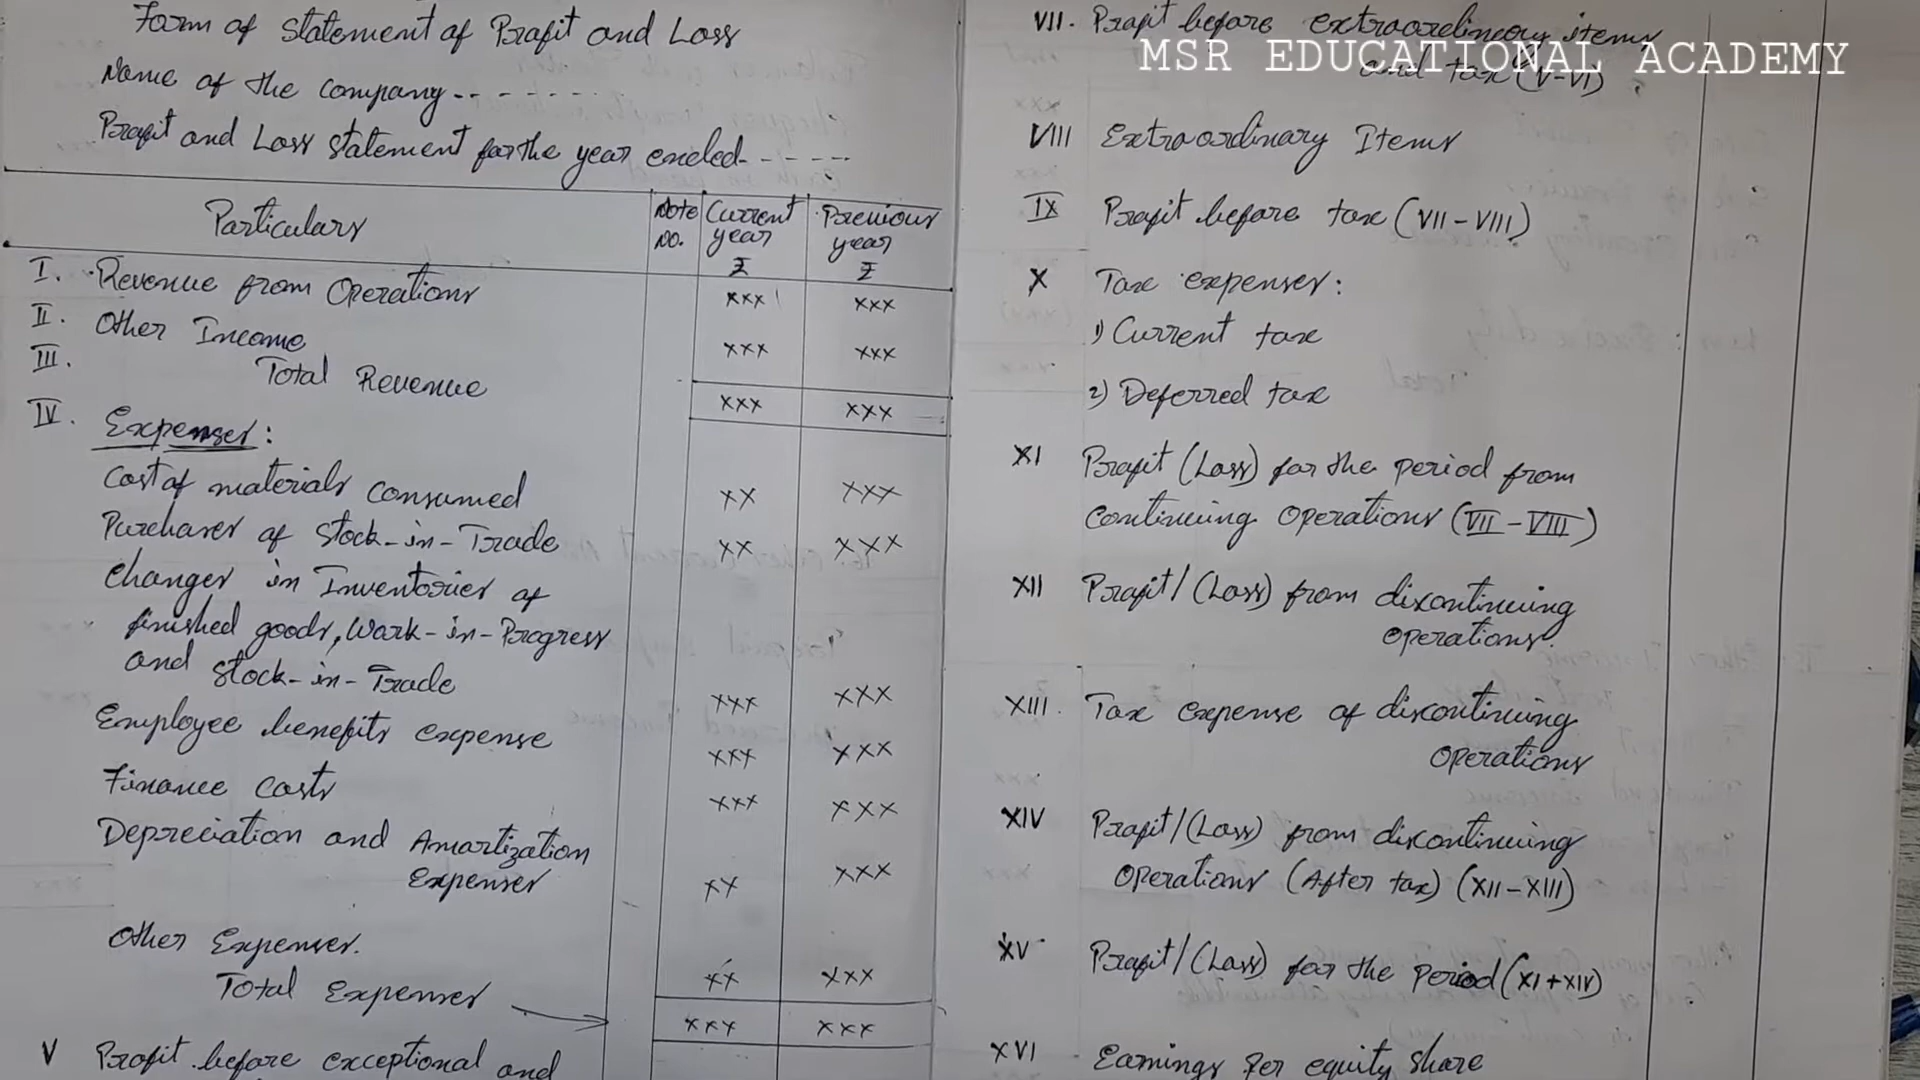 Form of Statement of Profit and Loss
Name of the company - - - - - - - -
Profit and Loss Statement for the year ended - - - - -
Particulars Note No. Current year ₹ Previous year ₹
I. Revenue from Operations xxx xxx
II. Other Income xxx xxx
III. Total Revenue xxx xxx
IV. Expenses:
Cost of materials consumed xx xxx
Purchases of Stock-in-Trade xx xxx
changes in Inventories of
finished goods, Work-in-Progress
and Stock-in-Trade xxx xxx
Employee benefits expense xxx xxx
Finance costs xxx xxx
Depreciation and Amortization
Expenses xx xxx
Other Expenses. xx xxx
Total Expenses xxx xxx
V Profit before exceptional and
VII. Profit before extraordinary items
and tax (V-VI)
MSR EDUCATIONAL ACADEMY
VIII Extraordinary Items
IX Profit before tax (VII-VIII)
X Tax expenses:
1) Current tax
2) Deferred tax
XI Profit (Loss) for the period from
continuing operations (VII-VIII)
XII Profit/(Loss) from discontinuing
operations.
XIII. Tax expense of discontinuing
operations
XIV Profit/(Loss) from discontinuing
operations (After tax) (XII-XIII)
XV Profit/(Loss) for the period (XI+XIV)
XVI Earnings per equity share